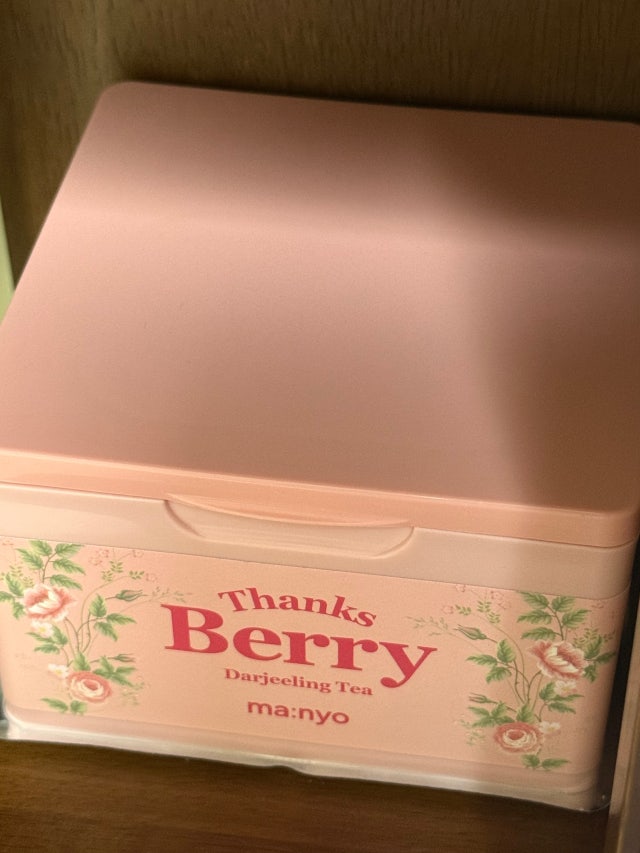 Thanks
Berry
Darjeeling Tea
ma:nyo